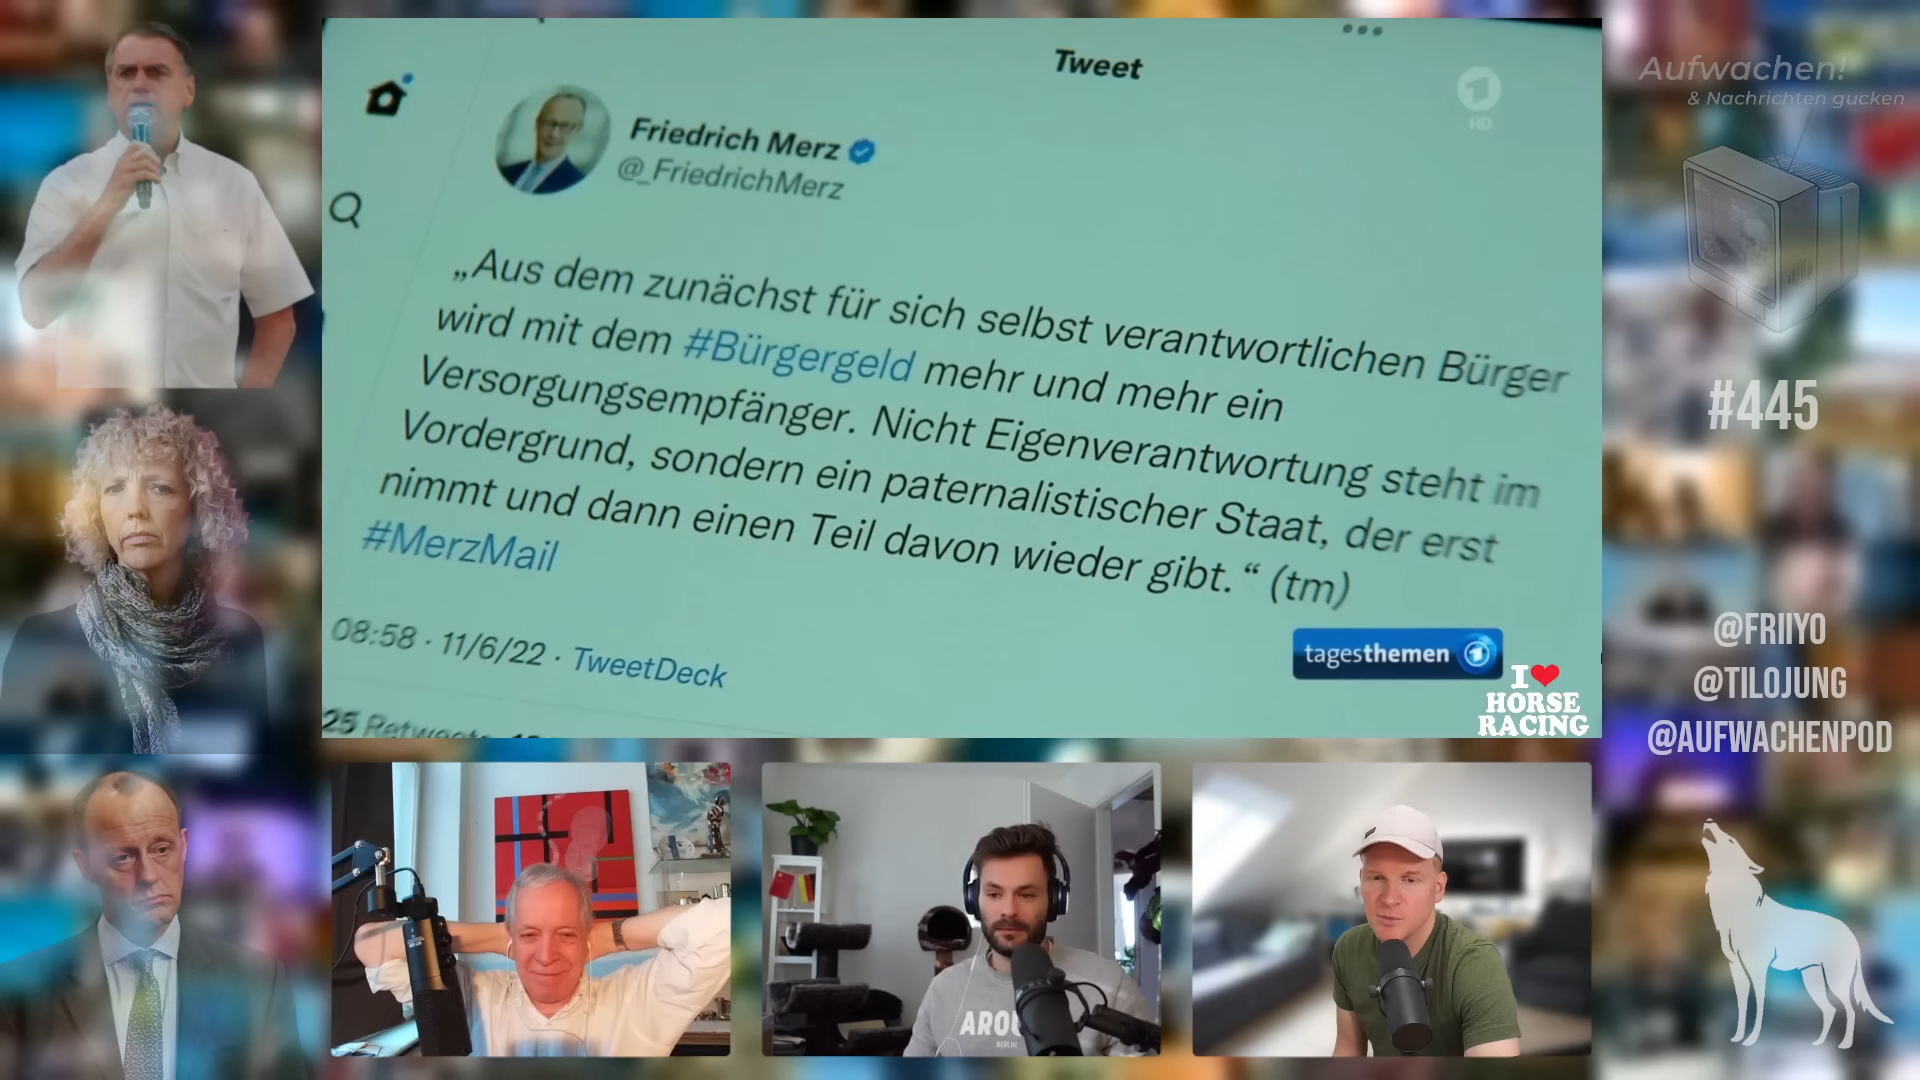 Tweet
HD
Friedrich Merz
@_FriedrichMerz
„Aus dem zunächst für sich selbst verantwortlichen Bürger
wird mit dem #Bürgergeld mehr und mehr ein
Versorgungsempfänger. Nicht Eigenverantwortung steht im
Vordergrund, sondern ein paternalistischer Staat, der erst
nimmt und dann einen Teil davon wieder gibt. “ (tm)
#MerzMail
08:58 · 11/6/22 · TweetDeck
25 Retweets
tagesthemen
I
HORSE
RACING
Aufwachen!
& Nachrichten gucken
#445
@FRIIYO
@TILOJUNG
@AUFWACHENPOD
BERLIN